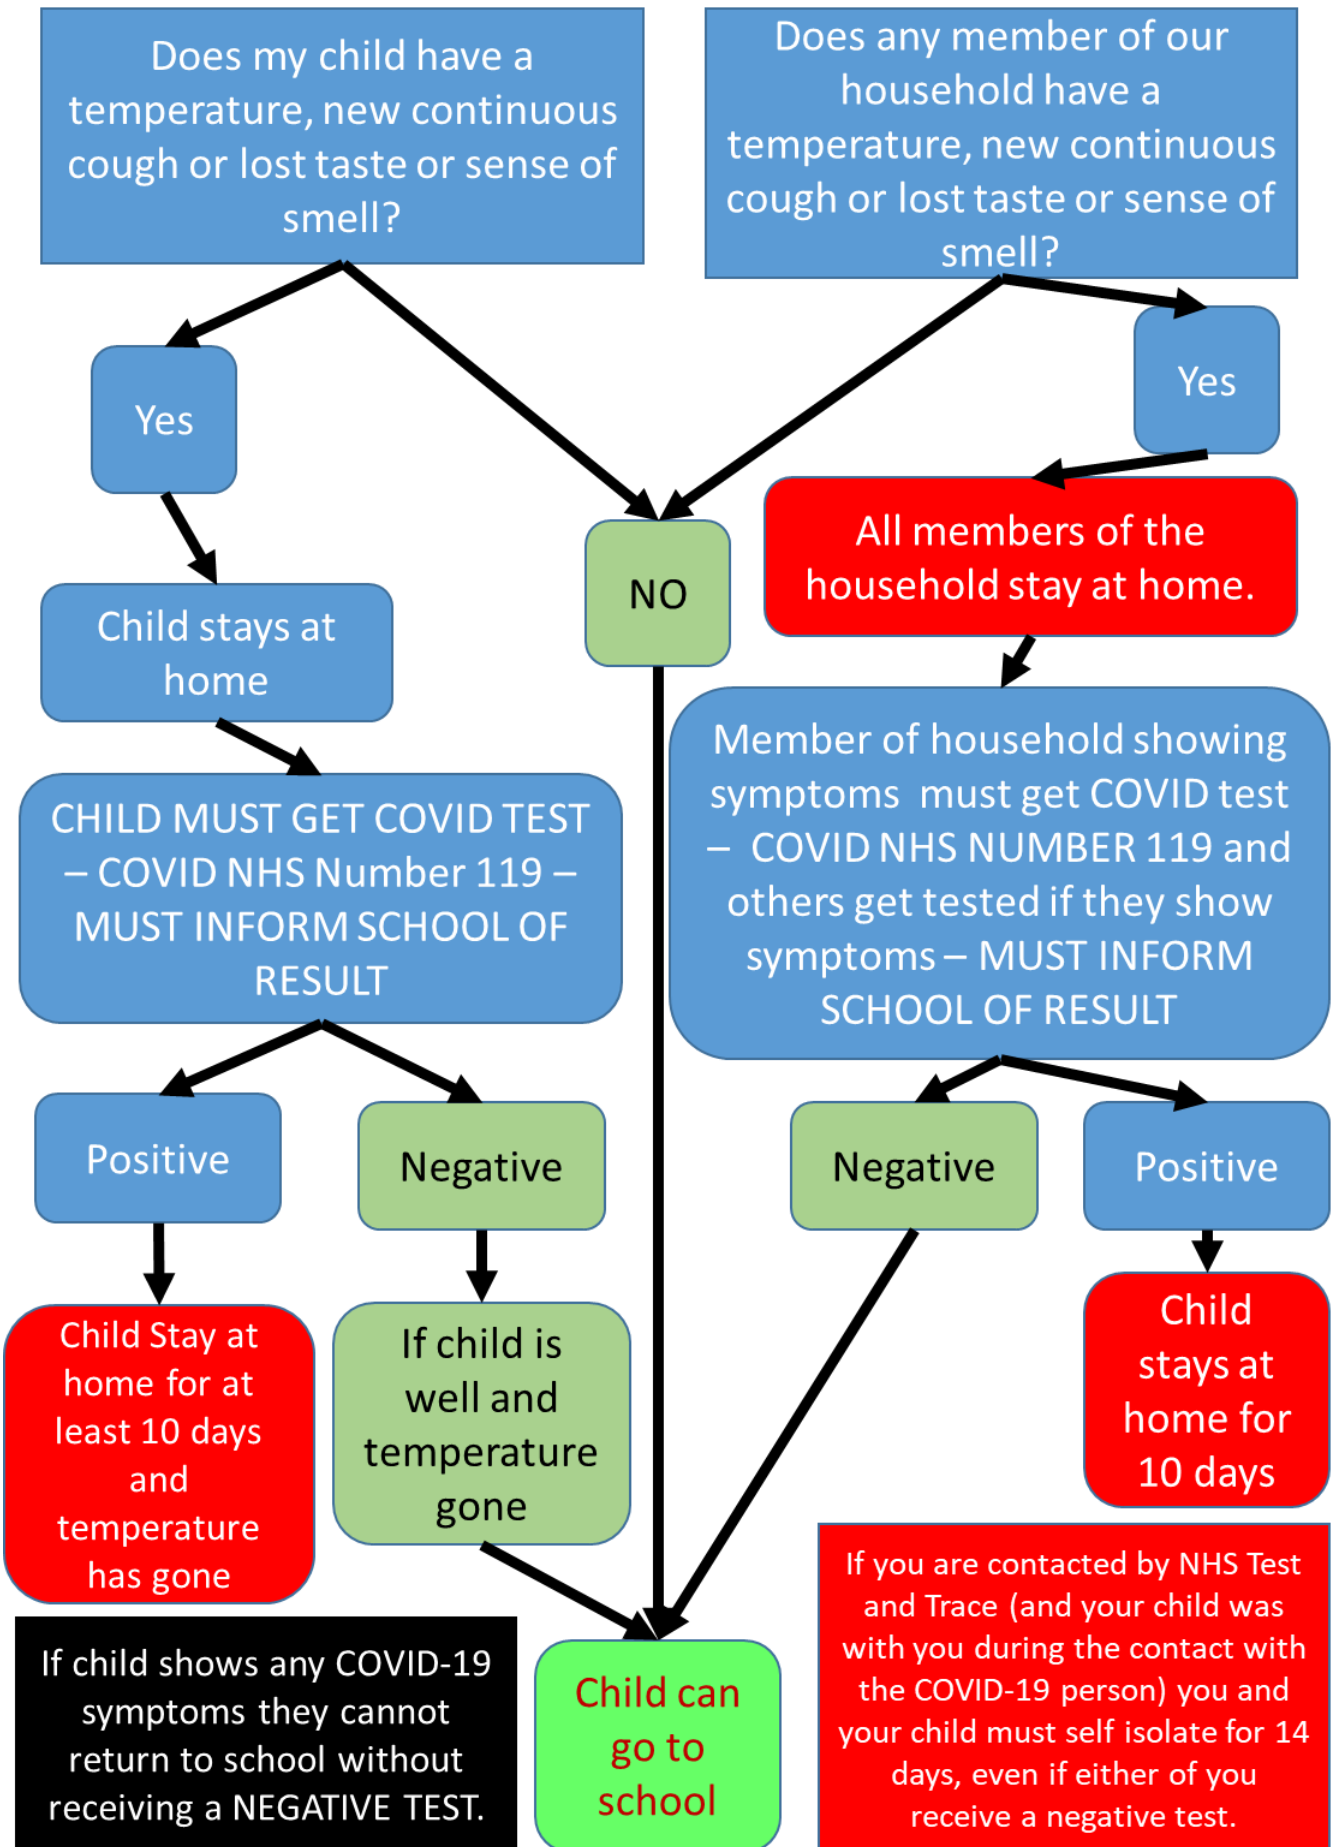 Does my child have a
temperature, new continuous
cough or lost taste or sense of
smell?
Does any member of our
household have a
temperature, new continuous
cough or lost taste or sense of
smell?
Yes
Yes
NO
All members of the
household stay at home.
Child stays at
home
Member of household showing
symptoms must get COVID test
– COVID NHS NUMBER 119 and
others get tested if they show
symptoms – MUST INFORM
SCHOOL OF RESULT
CHILD MUST GET COVID TEST
– COVID NHS Number 119 –
MUST INFORM SCHOOL OF
RESULT
Positive
Negative
Negative
Positive
Child Stay at
home for at
least 10 days
and
temperature
has gone
If child is
well and
temperature
gone
Child
stays at
home for
10 days
If child shows any COVID-19
symptoms they cannot
return to school without
receiving a NEGATIVE TEST.
Child can
go to
school
If you are contacted by NHS Test
and Trace (and your child was
with you during the contact with
the COVID-19 person) you and
your child must self isolate for 14
days, even if either of you
receive a negative test.